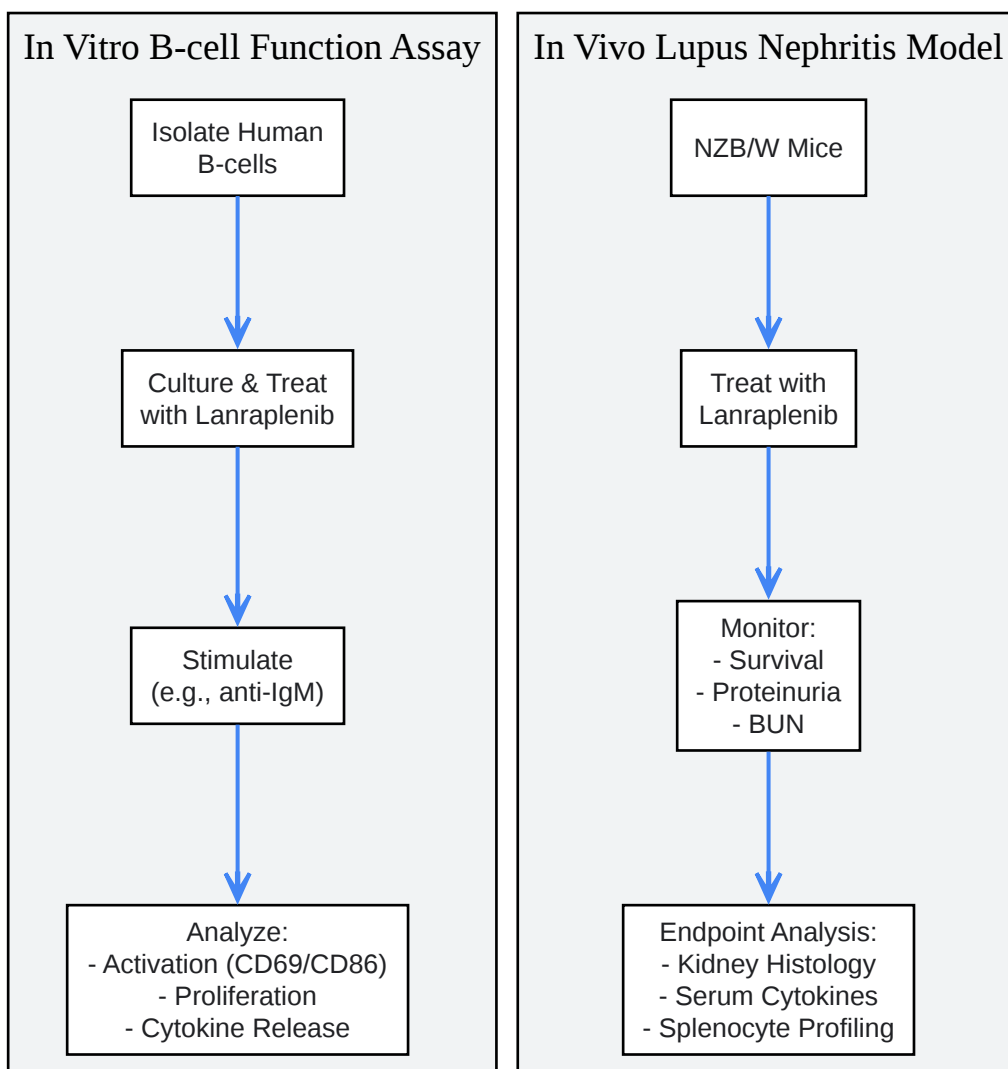 In Vitro B-cell Function Assay
Isolate Human
B-cells
Culture & Treat
with Lanraplenib
Stimulate
(e.g., anti-IgM)
Analyze:
- Activation (CD69/CD86)
- Proliferation
- Cytokine Release
In Vivo Lupus Nephritis Model
NZB/W Mice
Treat with
Lanraplenib
Monitor:
- Survival
- Proteinuria
- BUN
Endpoint Analysis:
- Kidney Histology
- Serum Cytokines
- Splenocyte Profiling